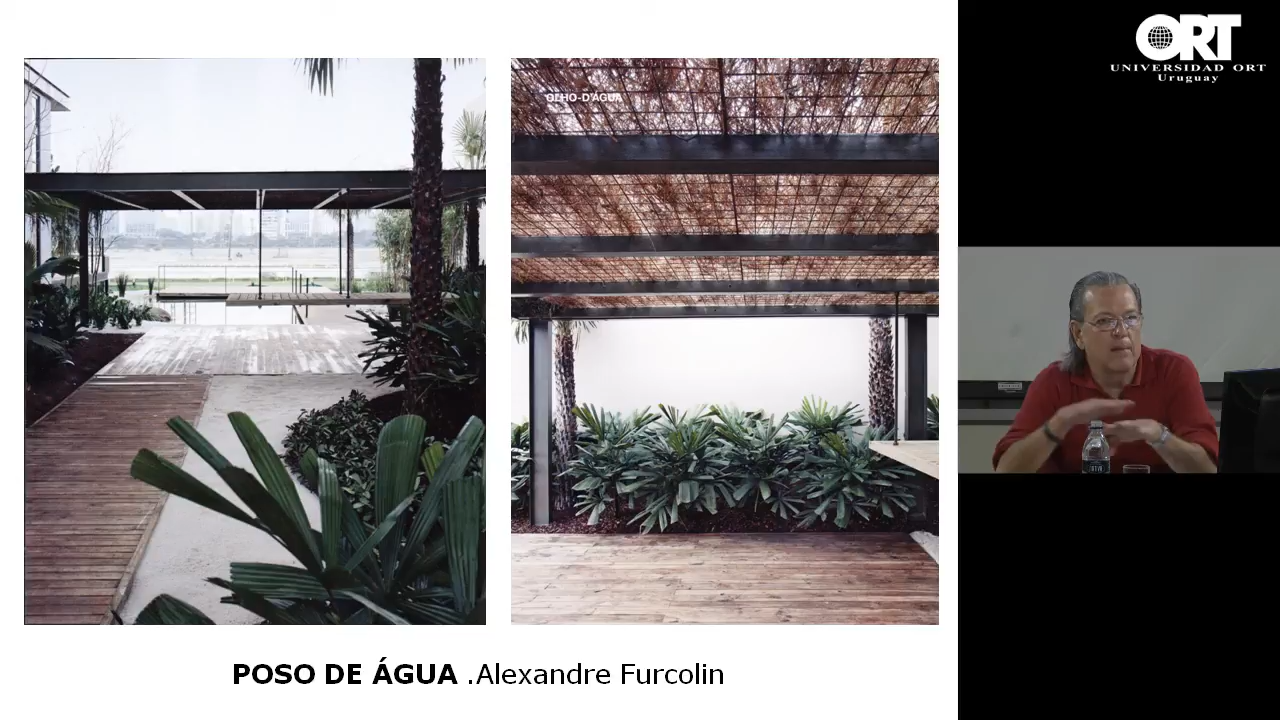 ORT
UNIVERSIDAD ORT
Uruguay
OLHO-D'ÁGUA
POSO DE ÁGUA .Alexandre Furcolin